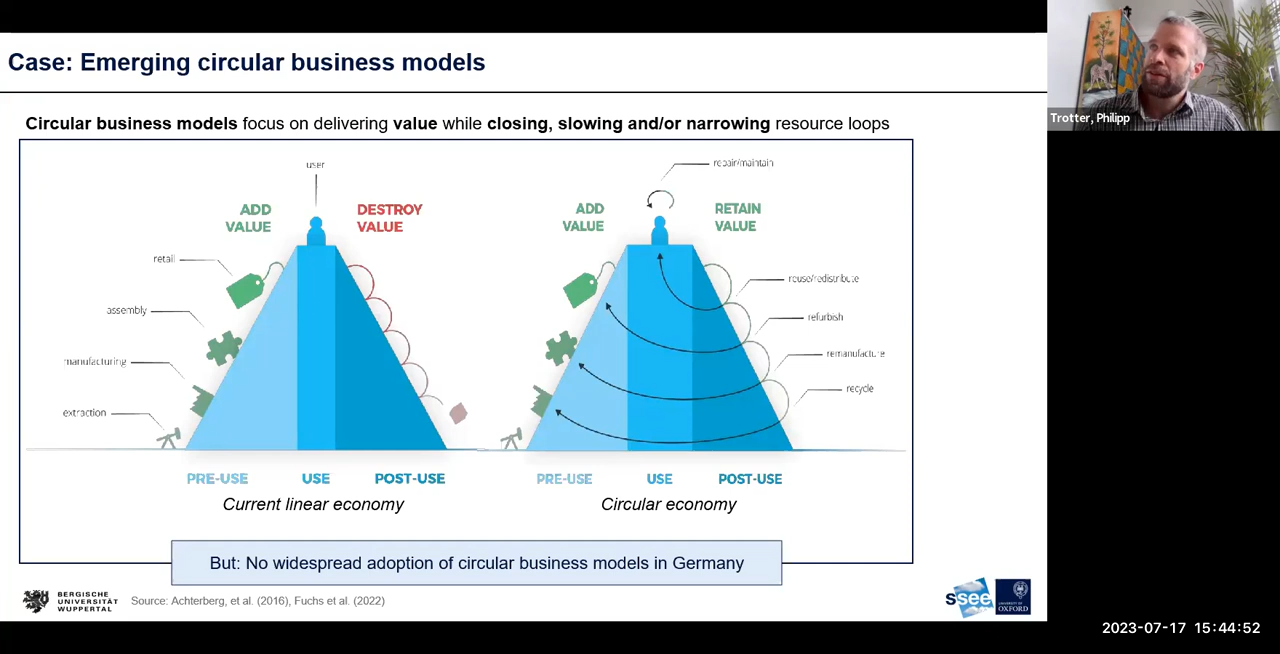 Case: Emerging circular business models
Circular business models focus on delivering value while closing, slowing and/or narrowing resource loops
user
ADD
VALUE
DESTROY
VALUE
retail
assembly
manufacturing
extraction
PRE-USE
USE
POST-USE
Current linear economy
repair/maintain
ADD
VALUE
RETAIN
VALUE
reuse/redistribute
refurbish
remanufacture
recycle
PRE-USE
USE
POST-USE
Circular economy
But: No widespread adoption of circular business models in Germany
BERGISCHE
UNIVERSITÄT
WUPPERTAL
Source: Achterberg, et al. (2016), Fuchs et al. (2022)
ssee
UNIVERSITY OF
OXFORD
Trotter, Philipp
2023-07-17 15:44:52